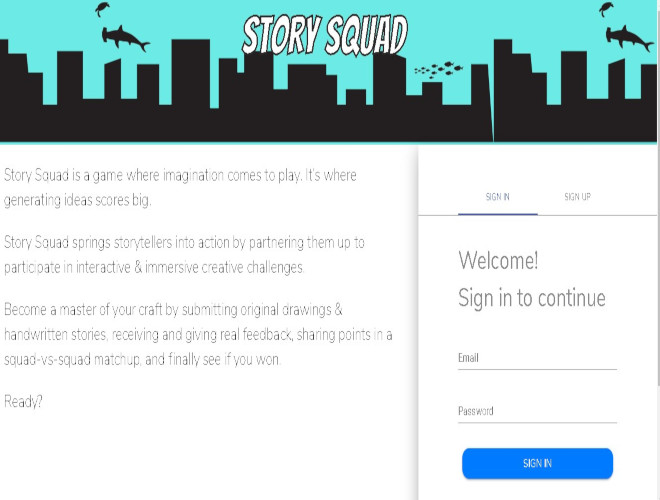 STORY SQUAD
Story Squad is a game where imagination comes to play. It's where
generating ideas scores big.
Story Squad springs storytellers into action by partnering them up to
participate in interactive & immersive creative challenges.
Become a master of your craft by submitting original drawings &
handwritten stories, receiving and giving real feedback, sharing points in a
squad-vs-squad matchup, and finally see if you won.
Ready?
SIGN IN
SIGN UP
Welcome!
Sign in to continue
Email
Password
SIGN IN